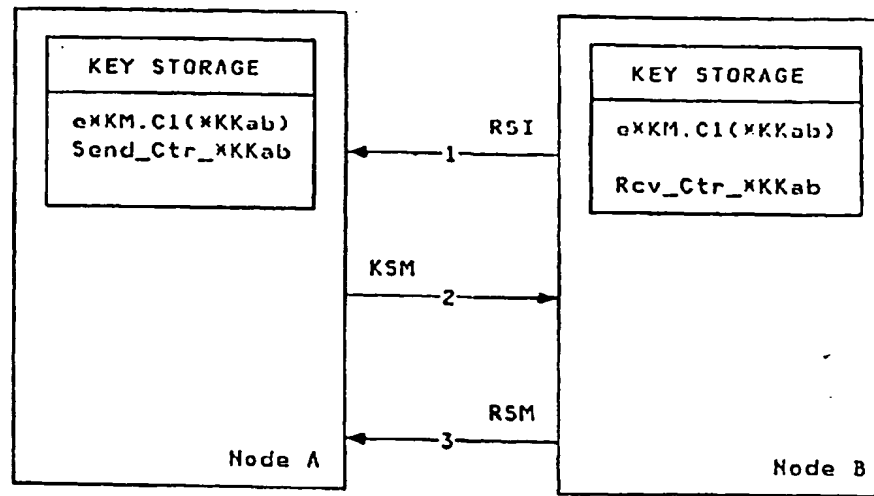 KEY STORAGE
e*KM.C1(*KKab)
Send_Ctr_*KKab
RSI
1
KSM
2
RSM
3
Node A
KEY STORAGE
e*KM.C1(*KKab)
Rcv_Ctr_*KKab
Node B